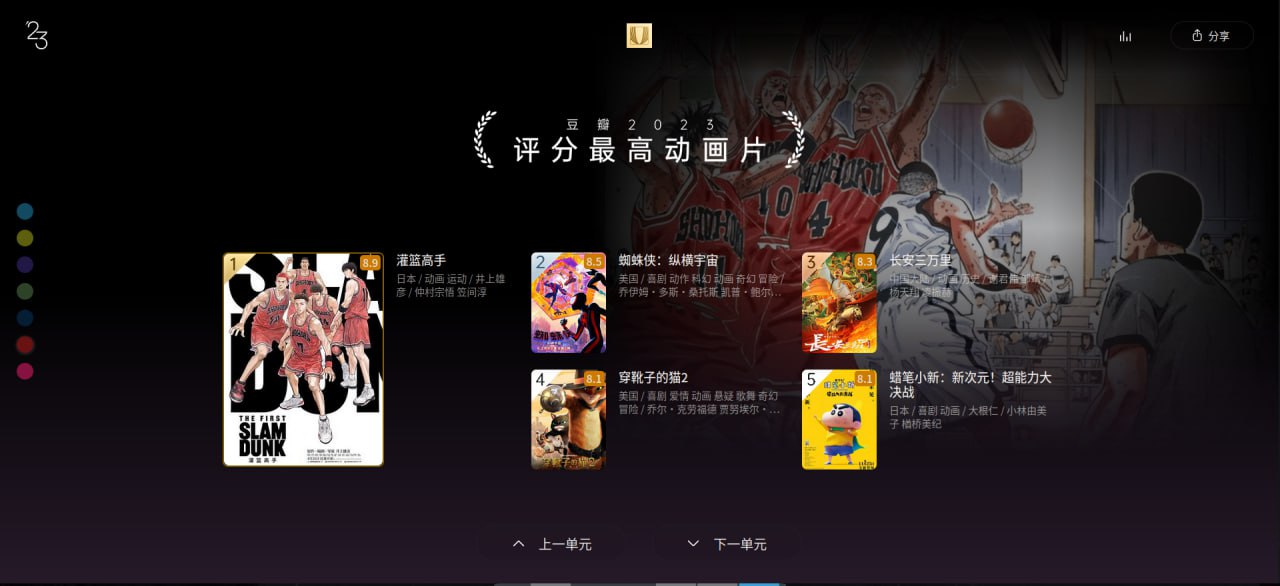 23
分享
豆瓣2023
评分最高动画片
1
8.9
THE FIRST
SLAM
DUNK
灌篮高手
灌篮高手
日本 / 动画 运动 / 井上雄
彦 / 仲村宗悟 笠间淳
2
8.5
蜘蛛侠：纵横宇宙
美国 / 喜剧 动作 科幻 动画 奇幻 冒险 /
乔伊姆·多斯·桑托斯 凯普·鲍尔...
3
8.3
长安三万里
中国大陆 / 动画 历史 / 谢君伟 邹靖 /
杨天翔 凌振赫
4
8.1
穿靴子的猫2
美国 / 喜剧 爱情 动画 悬疑 歌舞 奇幻
冒险 / 乔尔·克劳福德 贾努埃尔·...
5
8.1
蜡笔小新：新次元！超能力大
决战
日本 / 喜剧 动画 / 大根仁 / 小林由美
子 楢桥美纪
SHOHOKU
10
SHOHOKU
4
9
上一单元
下一单元